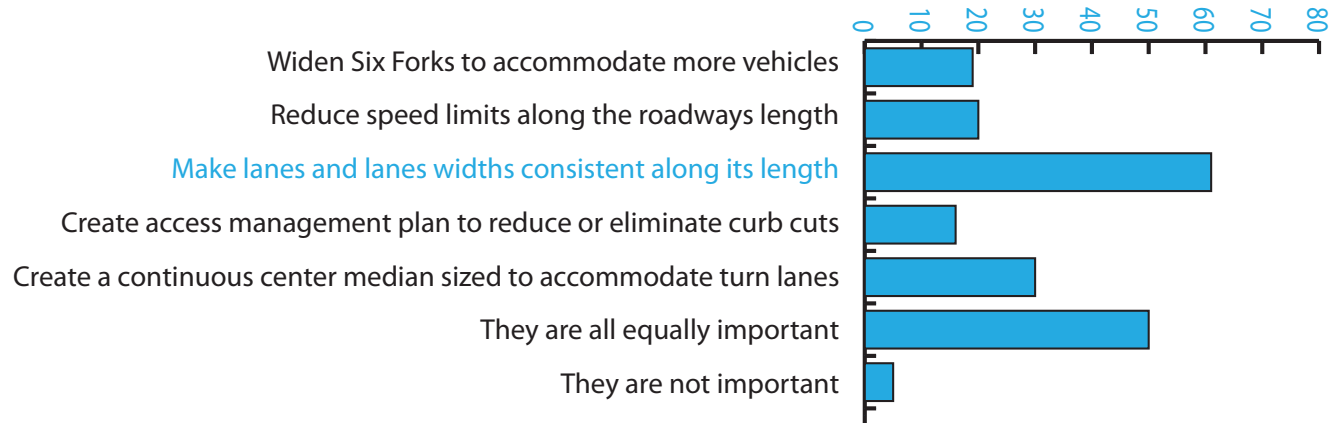 0 10 20 30 40 50 60 70 80
Widen Six Forks to accommodate more vehicles
Reduce speed limits along the roadways length
Make lanes and lanes widths consistent along its length
Create access management plan to reduce or eliminate curb cuts
Create a continuous center median sized to accommodate turn lanes
They are all equally important
They are not important